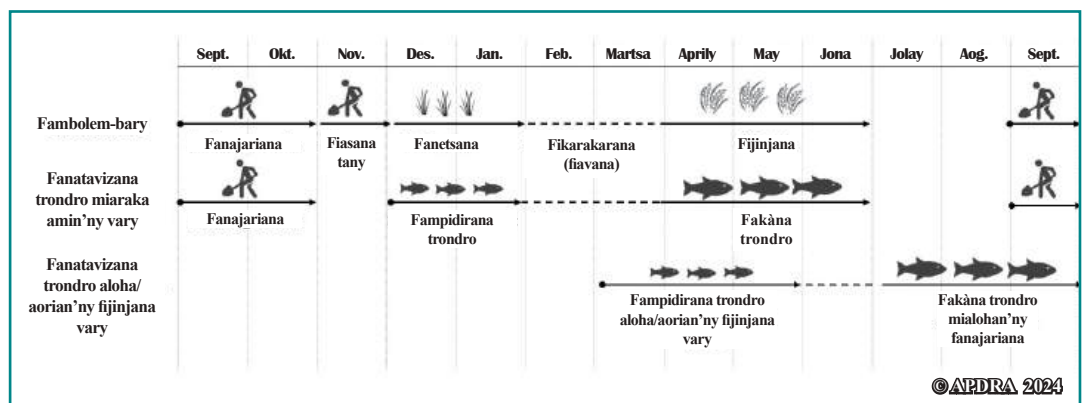 Sept. Okt. Nov. Des. Jan. Feb. Martsa Aprily May Jona Jolay Aog. Sept.
Fambolem-bary
Fanajariana
Fiasana
tany
Fanetsana
Fikarakarana
(fiavana)
Fijinjana
Fanatavizana
trondro miaraka
amin'ny vary
Fanajariana
Fampidirana
trondro
Fakàna
trondro
Fanatavizana
trondro aloha/
aorian'ny fijinjana
vary
Fampidirana trondro
aloha/aorian'ny fijinjana
vary
Fakàna trondro
mialohan'ny
fanajariana
©APDRA 2024